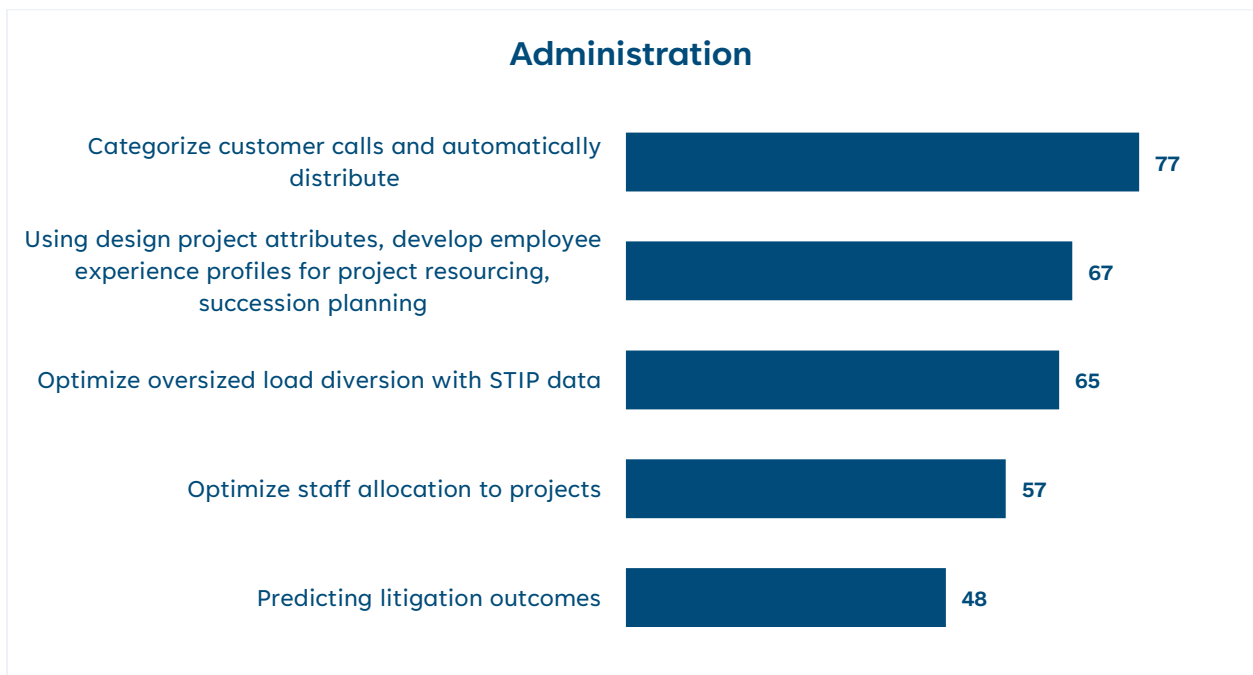 Administration
Categorize customer calls and automatically
distribute
77
Using design project attributes, develop employee
experience profiles for project resourcing,
succession planning
67
Optimize oversized load diversion with STIP data
65
Optimize staff allocation to projects
57
Predicting litigation outcomes
48